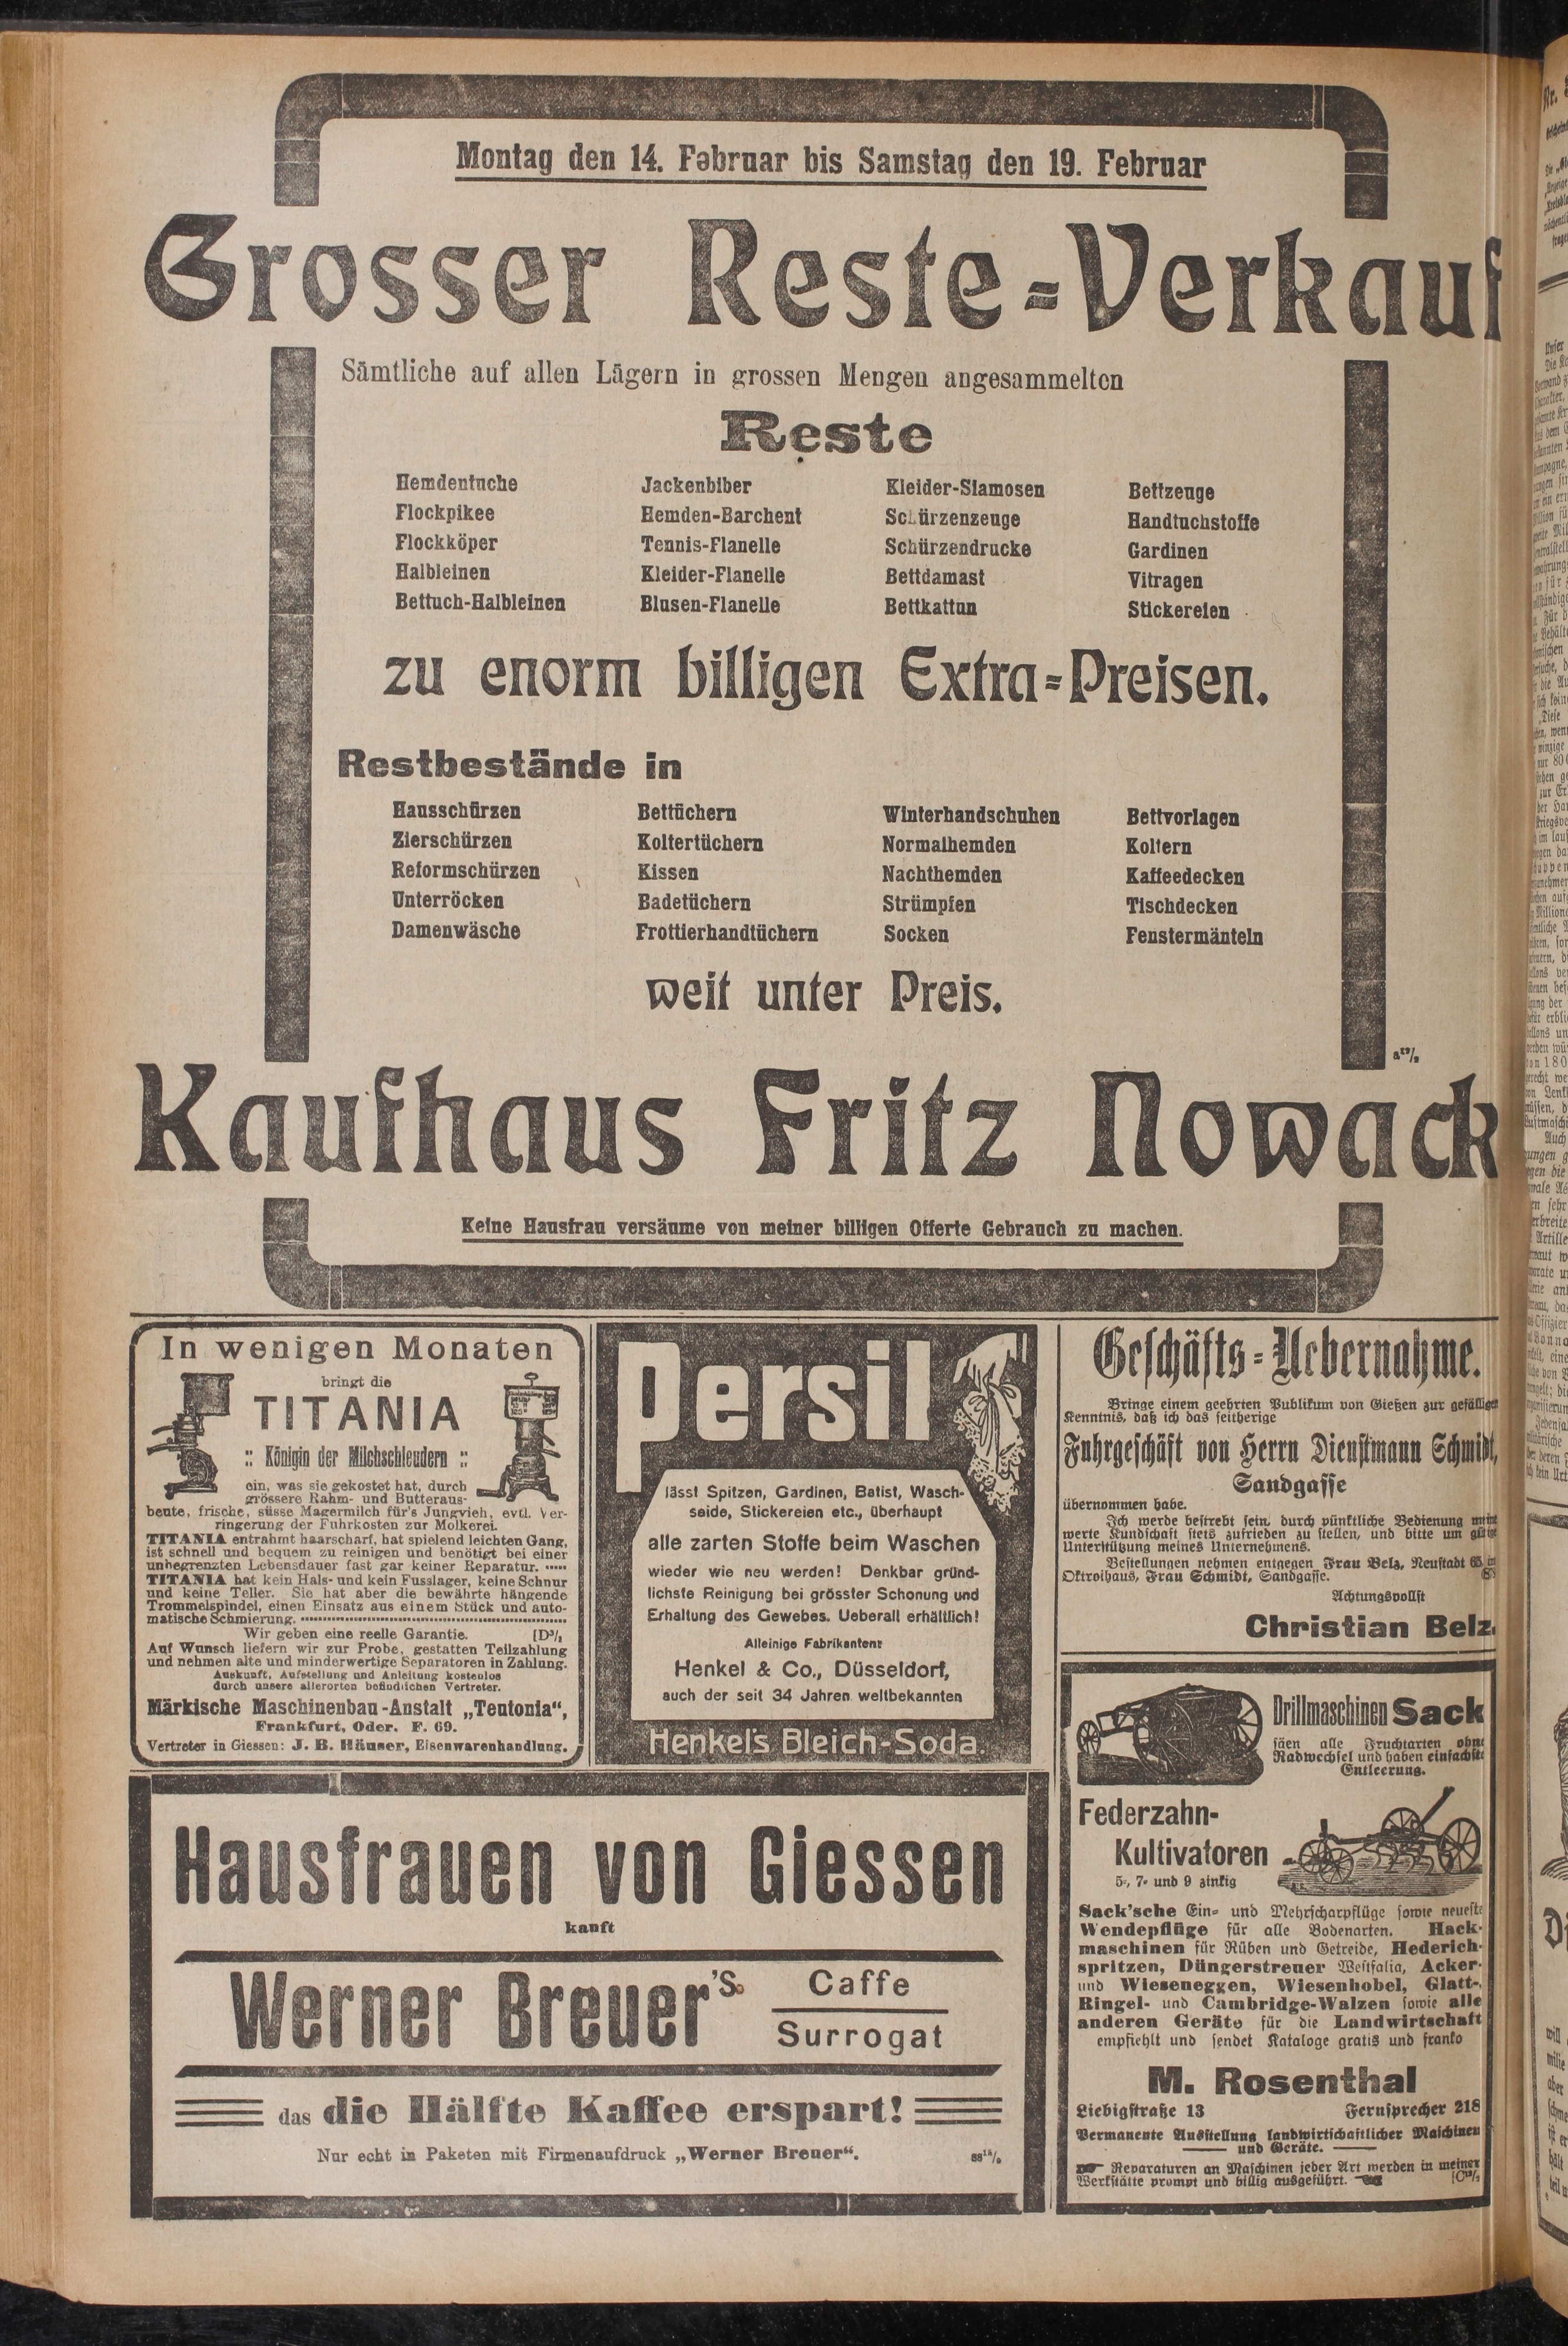 Montag den 14. Februar bis Samstag den 19. Februar
Grosser Reste-Verkauf
Sämtliche auf allen Lägern in grossen Mengen angesammelten
Reste
Hemdentuche
Flockpikee
Flockköper
Halbleinen
Bettuch-Halbleinen
Jackenbiber
Hemden-Barchent
Tennis-Flanelle
Kleider-Flanelle
Blusen-Flanelle
Kleider-Siamosen
Schürzenzeuge
Schürzendrucke
Bettdamast
Bettkattun
Bettzeuge
Handtuchstoffe
Gardinen
Vitragen
Stickereien
zu enorm billigen Extra-Preisen.
Restbestände in
Hausschürzen
Zierschürzen
Reformschürzen
Unterröcken
Damenwäsche
Bettüchern
Koltertüchern
Kissen
Badetüchern
Frottierhandtüchern
Winterhandschuhen
Normalhemden
Nachthemden
Strümpfen
Socken
Bettvorlagen
Koltern
Kaffeedecken
Tischdecken
Fenstermänteln
weit unter Preis.
Kaufhaus Fritz Nowack
Keine Hausfrau versäume von meiner billigen Offerte Gebrauch zu machen.
In wenigen Monaten
bringt die
TITANIA
:: Königin der Milchschleudern ::
ein, was sie gekostet hat, durch
grössere Rahm- und Butteraus-
beute, frische, süsse Magermilch für's Jungvieh, evtl. Ver-
ringerung der Fuhrkosten zur Molkerei.
TITANIA entrahmt haarscharf, hat spielend leichten Gang,
ist schnell und bequem zu reinigen und benötigt bei einer
unbegrenzten Lebensdauer fast gar keiner Reparatur.
TITANIA hat kein Hals- und kein Fusslager, keine Schnur
und keine Teller. Sie hat aber die bewährte hängende
Trommelspindel, einen Einsatz aus einem Stück und auto-
matische Schmierung.
Wir geben eine reelle Garantie. [D³/₁
Auf Wunsch liefern wir zur Probe, gestatten Teilzahlung
und nehmen alte und minderwertige Separatoren in Zahlung.
Auskunft, Aufstellung und Anleitung kostenlos
durch unsere allerorten befindlichen Vertreter.
Märkische Maschinenbau-Anstalt „Teutonia“,
Frankfurt, Oder. F. 69.
Vertreter in Giessen: J. B. Häuser, Eisenwarenhandlung.
Persil
lässt Spitzen, Gardinen, Batist, Wasch-
seide, Stickereien etc., überhaupt
alle zarten Stoffe beim Waschen
wieder wie neu werden! Denkbar gründ-
lichste Reinigung bei grösster Schonung und
Erhaltung des Gewebes. Ueberall erhältlich!
Alleinige Fabrikanten:
Henkel & Co., Düsseldorf,
auch der seit 34 Jahren weltbekannten
Henkel's Bleich-Soda.
Geschäfts-Uebernahme.
Bringe einem geehrten Publikum von Gießen zur gefälligen
Kenntnis, daß ich das seitherige
Fuhrgeschäft von Herrn Dienstmann Schmidt,
Sandgasse
übernommen habe.
Ich werde bestrebt sein, durch pünktliche Bedienung meine
werte Kundschaft stets zufrieden zu stellen, und bitte um gütige
Unterstützung meines Unternehmens.
Bestellungen nehmen entgegen Frau Belz, Neustadt
Oktroihaus, Frau Schmidt, Sandgasse.
Achtungsvollst
Christian Belz.
Drillmaschinen Sack
säen alle Fruchtarten ohne
Radwechsel und haben einfachste
Entleerung.
Federzahn-
Kultivatoren
5-, 7- und 9 zinkig
Sack'sche Ein- und Mehrscharpflüge sowie neueste
Wendepflüge für alle Bodenarten. Hack-
maschinen für Rüben und Getreide, Hederich-
spritzen, Düngerstreuer Westfalia, Acker-
und Wieseneggen, Wiesenhobel, Glatt-,
Ringel- und Cambridge-Walzen sowie alle
anderen Geräte für die Landwirtschaft
empfiehlt und sendet Kataloge gratis und franko
M. Rosenthal
Liebigstraße 13 Fernsprecher 218
Permanente Ausstellung landwirtschaftlicher Maschinen
und Geräte.
Reparaturen an Maschinen jeder Art werden in meiner
Werkstätte prompt und billig ausgeführt.
Hausfrauen von Giessen
kauft
Werner Breuer's
Caffe
Surrogat
das die Hälfte Kaffee erspart!
Nur echt in Paketen mit Firmenaufdruck „Werner Breuer“.